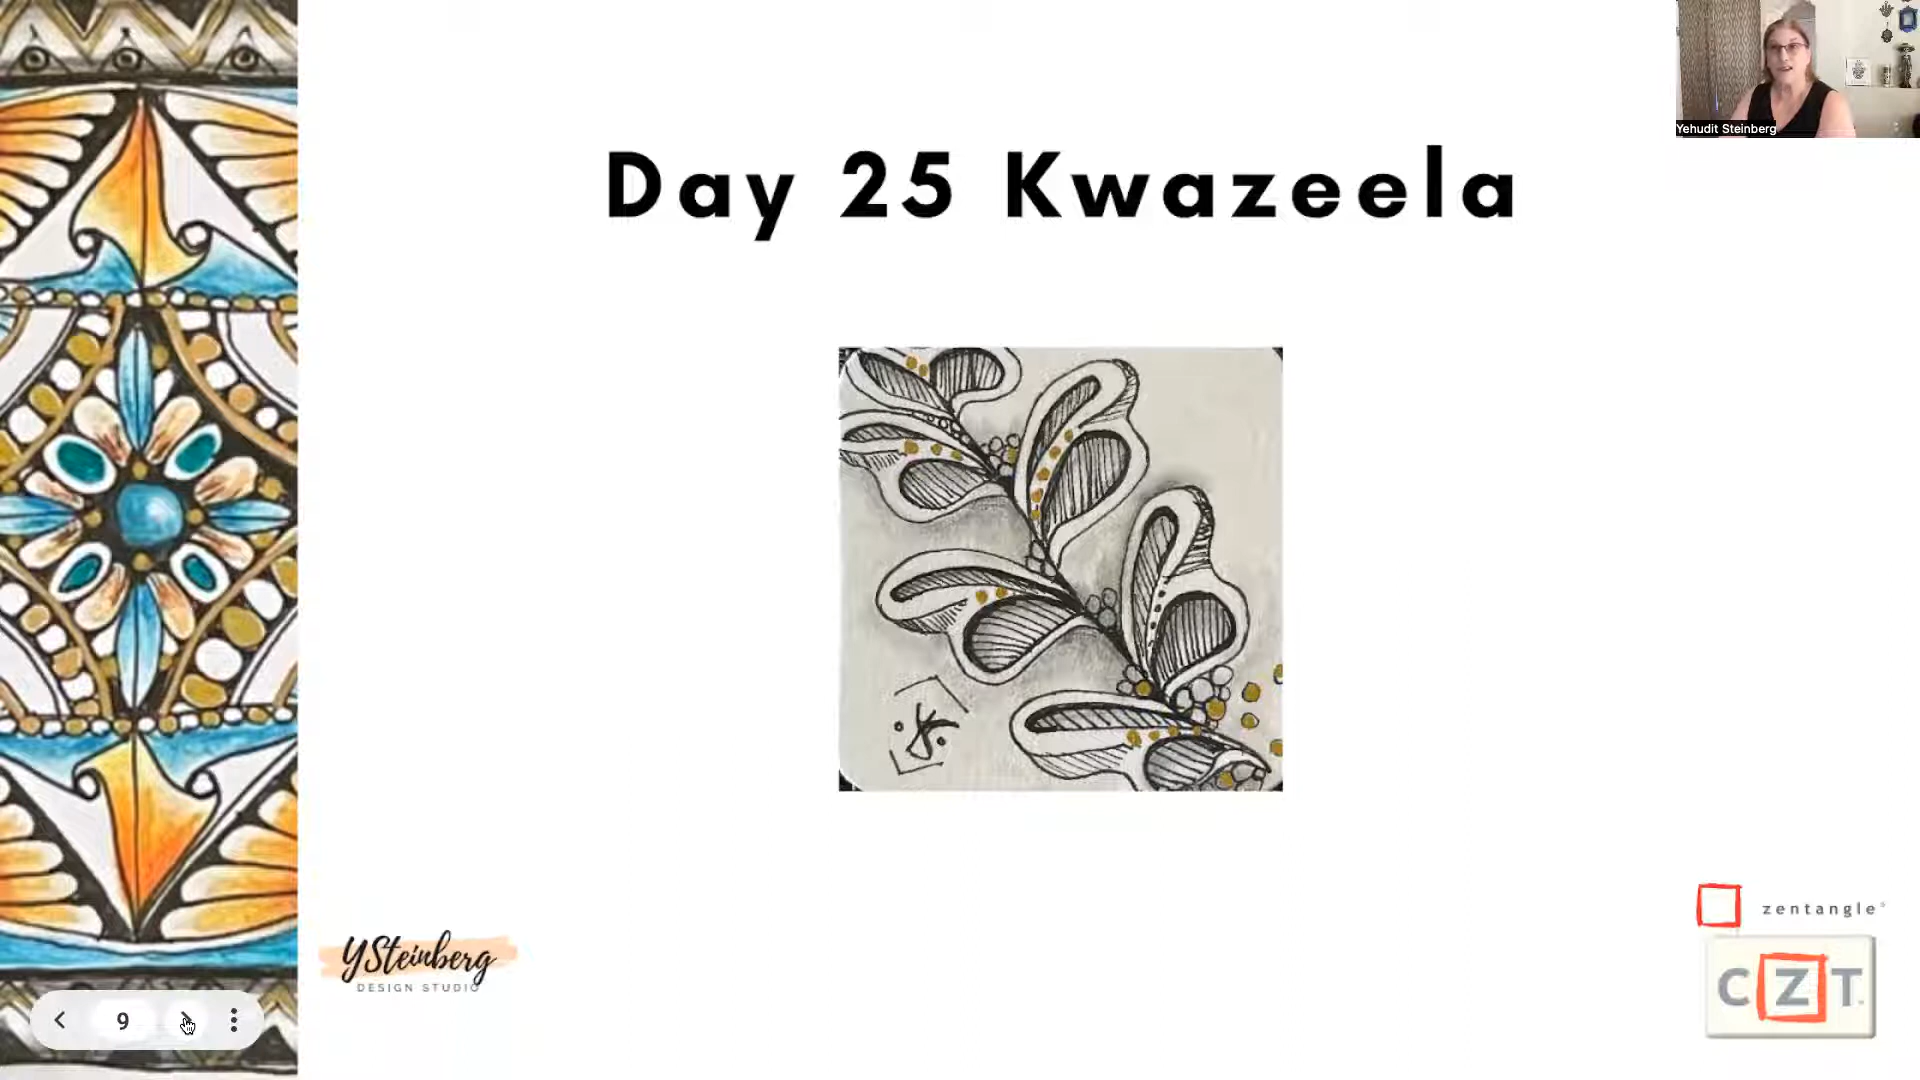 Yehudit Steinberg
Day 25 Kwazeela
YSteinberg
DESIGN STUDIO
zentangle®
CZT
9